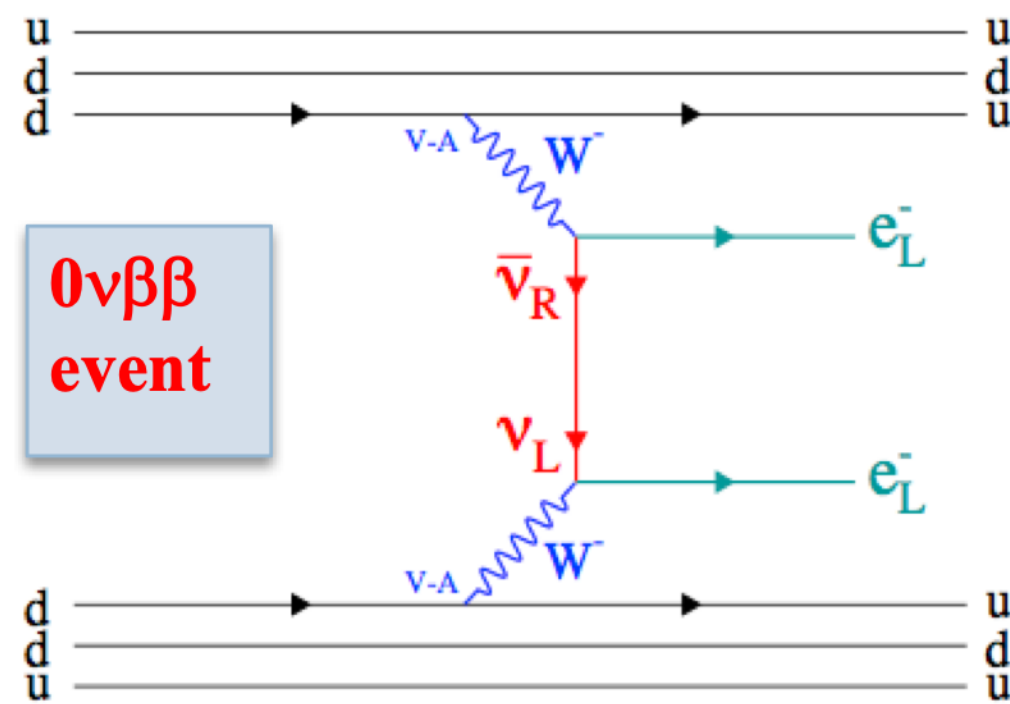 u u
d d
d u
V-A W⁻
e⁻L
0νββ
event
ν̅R
νL
e⁻L
V-A W⁻
d u
d d
u u